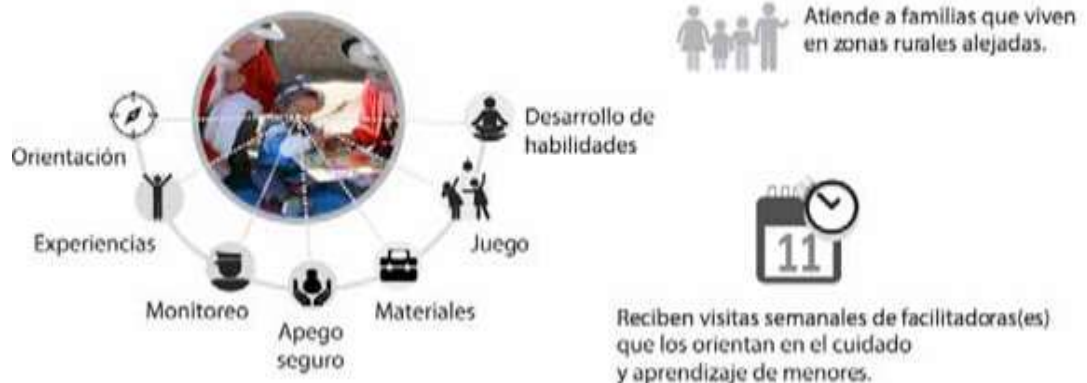 Orientación
Experiencias
Monitoreo
Apego
seguro
Materiales
Juego
Desarrollo de
habilidades
Atiende a familias que viven
en zonas rurales alejadas.
11
Reciben visitas semanales de facilitadoras(es)
que los orientan en el cuidado
y aprendizaje de menores.